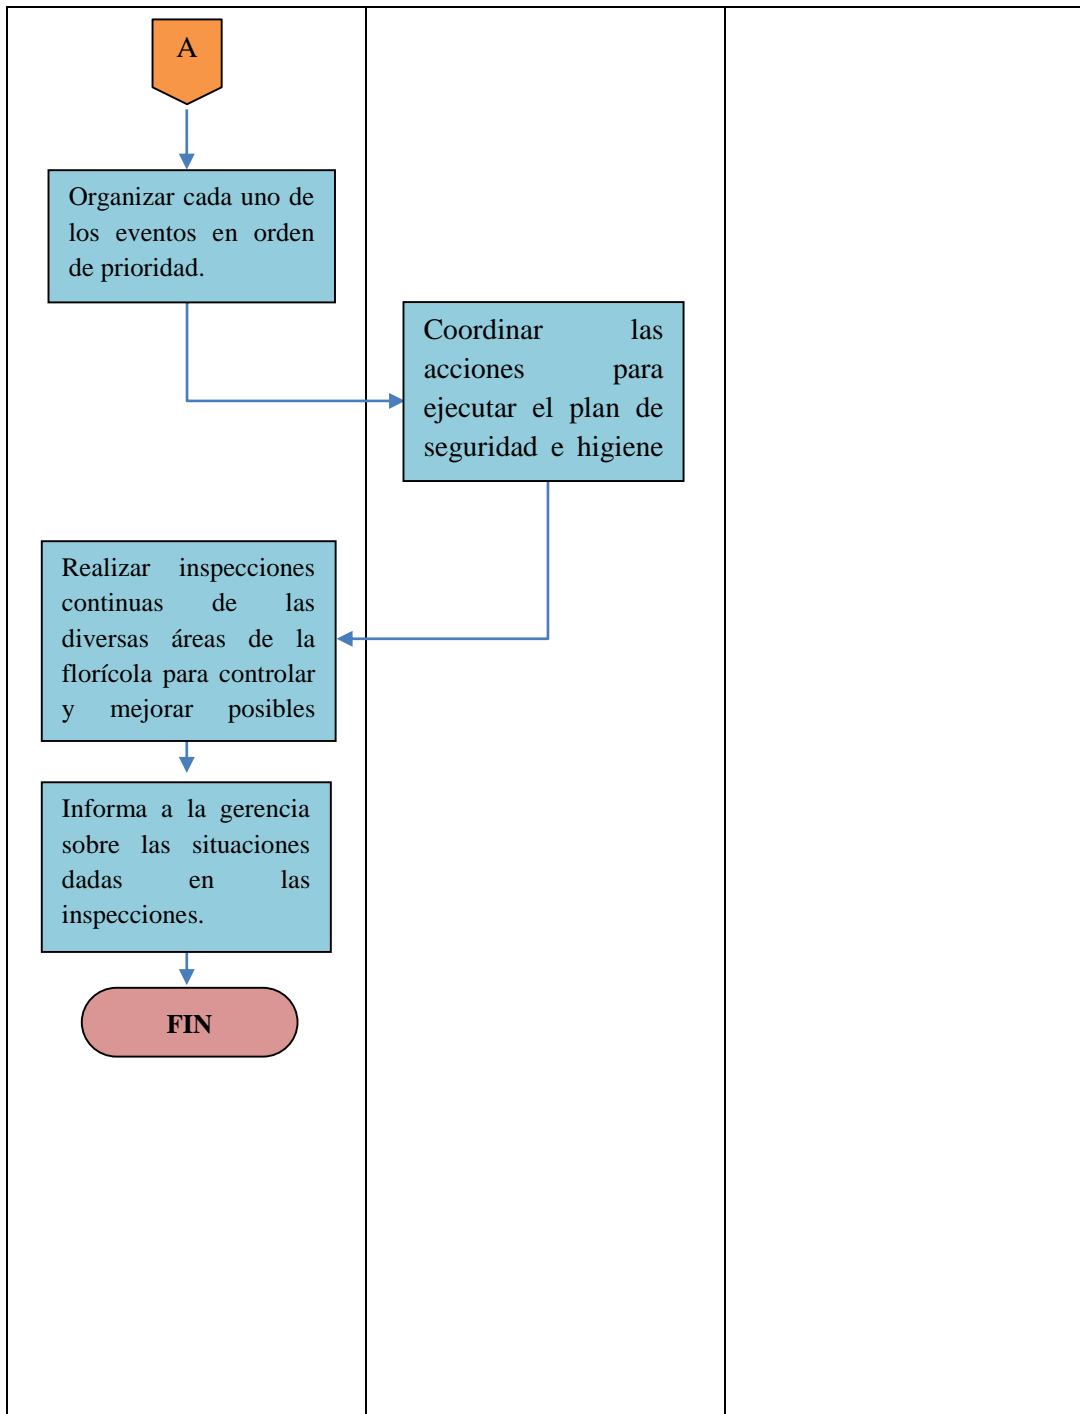 A
Organizar cada uno de
los eventos en orden
de prioridad.
Coordinar las
acciones para
ejecutar el plan de
seguridad e higiene
Realizar inspecciones
continuas de las
diversas áreas de la
florícola para controlar
y mejorar posibles
Informa a la gerencia
sobre las situaciones
dadas en las
inspecciones.
FIN